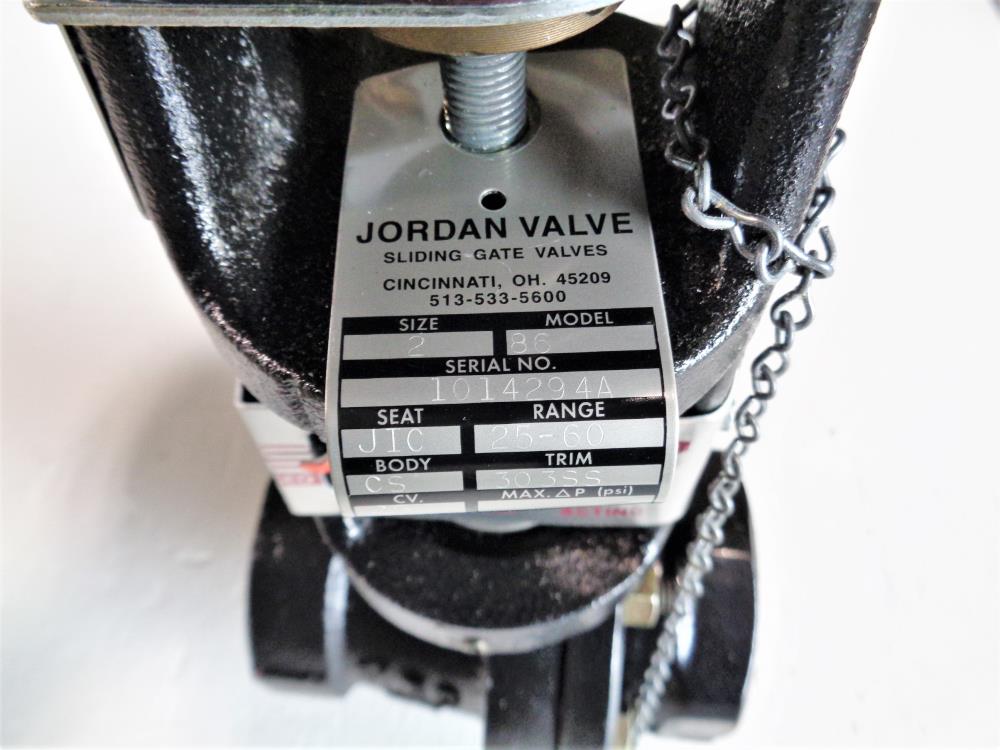 JORDAN VALVE
SLIDING GATE VALVES
CINCINNATI, OH. 45209
513-533-5600
SIZE MODEL
2 86
SERIAL NO.
1014294A
SEAT RANGE
JIC 25-60
BODY TRIM
CS 303SS
CV. MAX. Δ P (psi)
ACTING